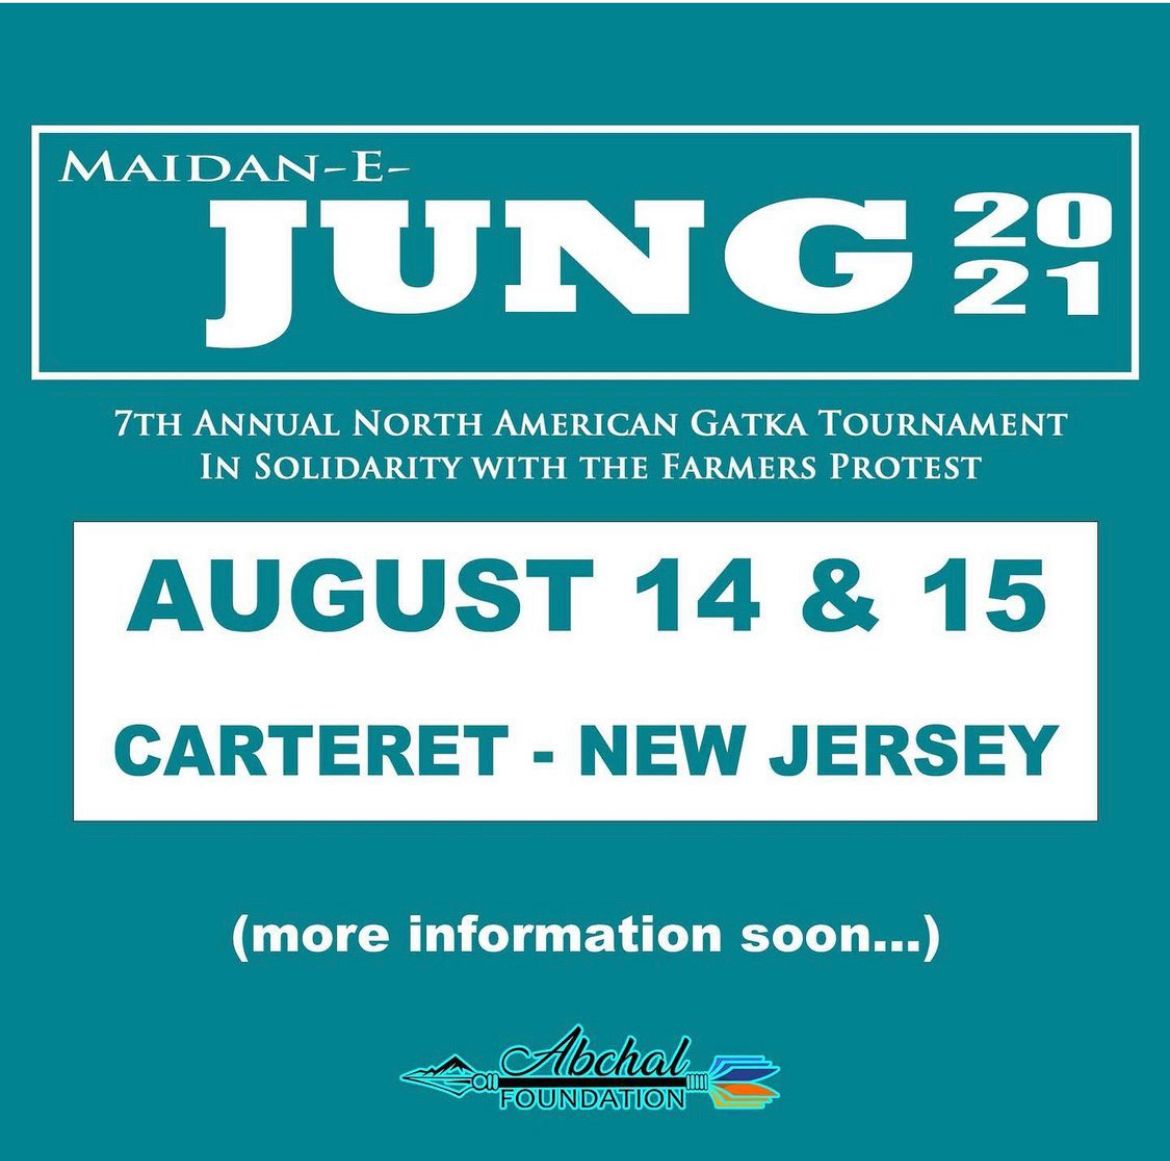 MAIDAN-E-
JUNG 20
21
7TH ANNUAL NORTH AMERICAN GATKA TOURNAMENT
IN SOLIDARITY WITH THE FARMERS PROTEST
AUGUST 14 & 15
CARTERET - NEW JERSEY
(more information soon...)
Abchal
FOUNDATION